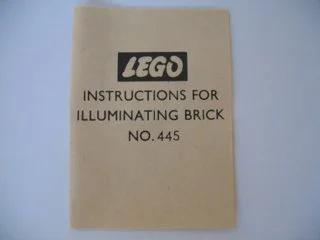 LEGO
INSTRUCTIONS FOR
ILLUMINATING BRICK
NO. 445